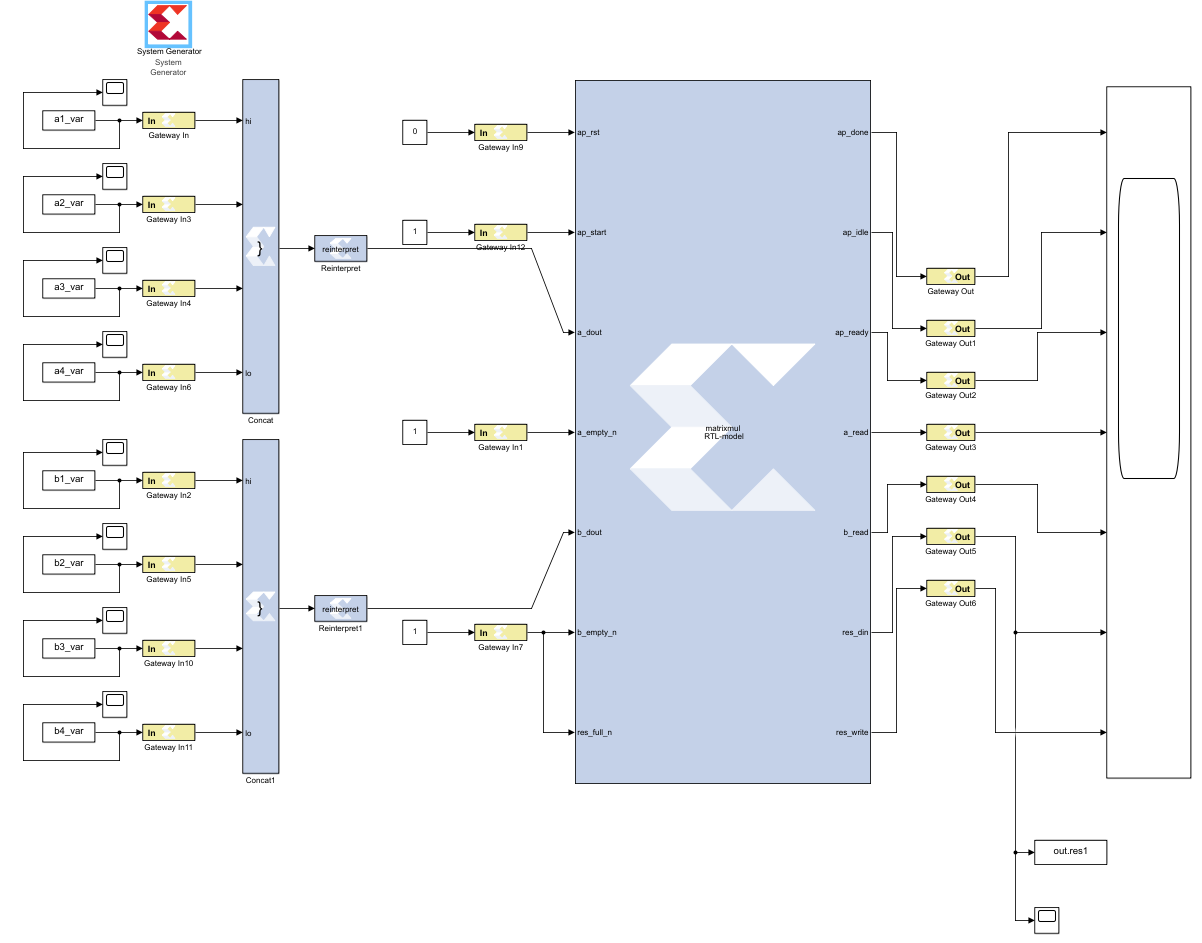 System Generator
System
Generator
a1_var
In
Gateway In
hi
a2_var
In
Gateway In3
a3_var
In
Gateway In4
a4_var
In
Gateway In6
lo
}
Concat
reinterpret
Reinterpret
b1_var
In
Gateway In2
hi
b2_var
In
Gateway In5
b3_var
In
Gateway In10
b4_var
In
Gateway In11
lo
}
Concat1
reinterpret
Reinterpret1
0
In
Gateway In9
1
In
Gateway In12
1
In
Gateway In1
1
In
Gateway In7
ap_rst
ap_start
a_dout
a_empty_n
b_dout
b_empty_n
res_full_n
matrixmul
RTL-model
ap_done
ap_idle
ap_ready
a_read
b_read
res_din
res_write
Out
Gateway Out
Out
Gateway Out1
Out
Gateway Out2
Out
Gateway Out3
Out
Gateway Out4
Out
Gateway Out5
Out
Gateway Out6
out.res1